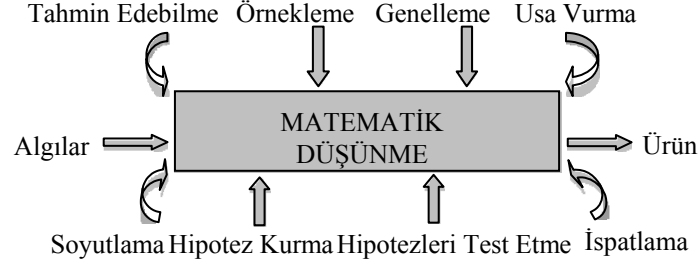 Tahmin Edebilme Örnekleme Genelleme Usa Vurma
MATEMATİK
DÜŞÜNME
Algılar
Ürün
Soyutlama Hipotez Kurma Hipotezleri Test Etme İspatlama